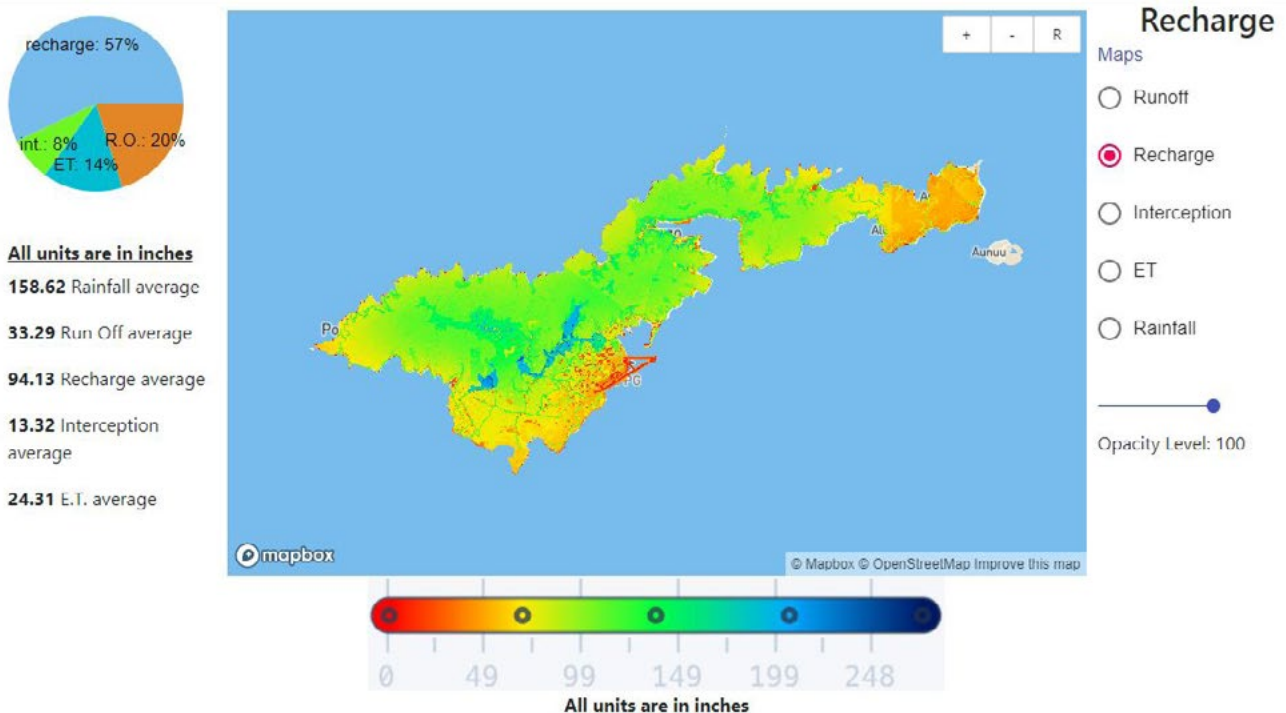 recharge: 57%
int.: 8%
R.O.: 20%
ET: 14%
All units are in inches
158.62 Rainfall average
33.29 Run Off average
94.13 Recharge average
13.32 Interception
average
24.31 E.T. average
+ - R
Po
Aunuu
mapbox
© Mapbox © OpenStreetMap Improve this map
Recharge
Maps
Runoff
Recharge
Interception
ET
Rainfall
Opacity Level: 100
0 49 99 149 199 248
All units are in inches